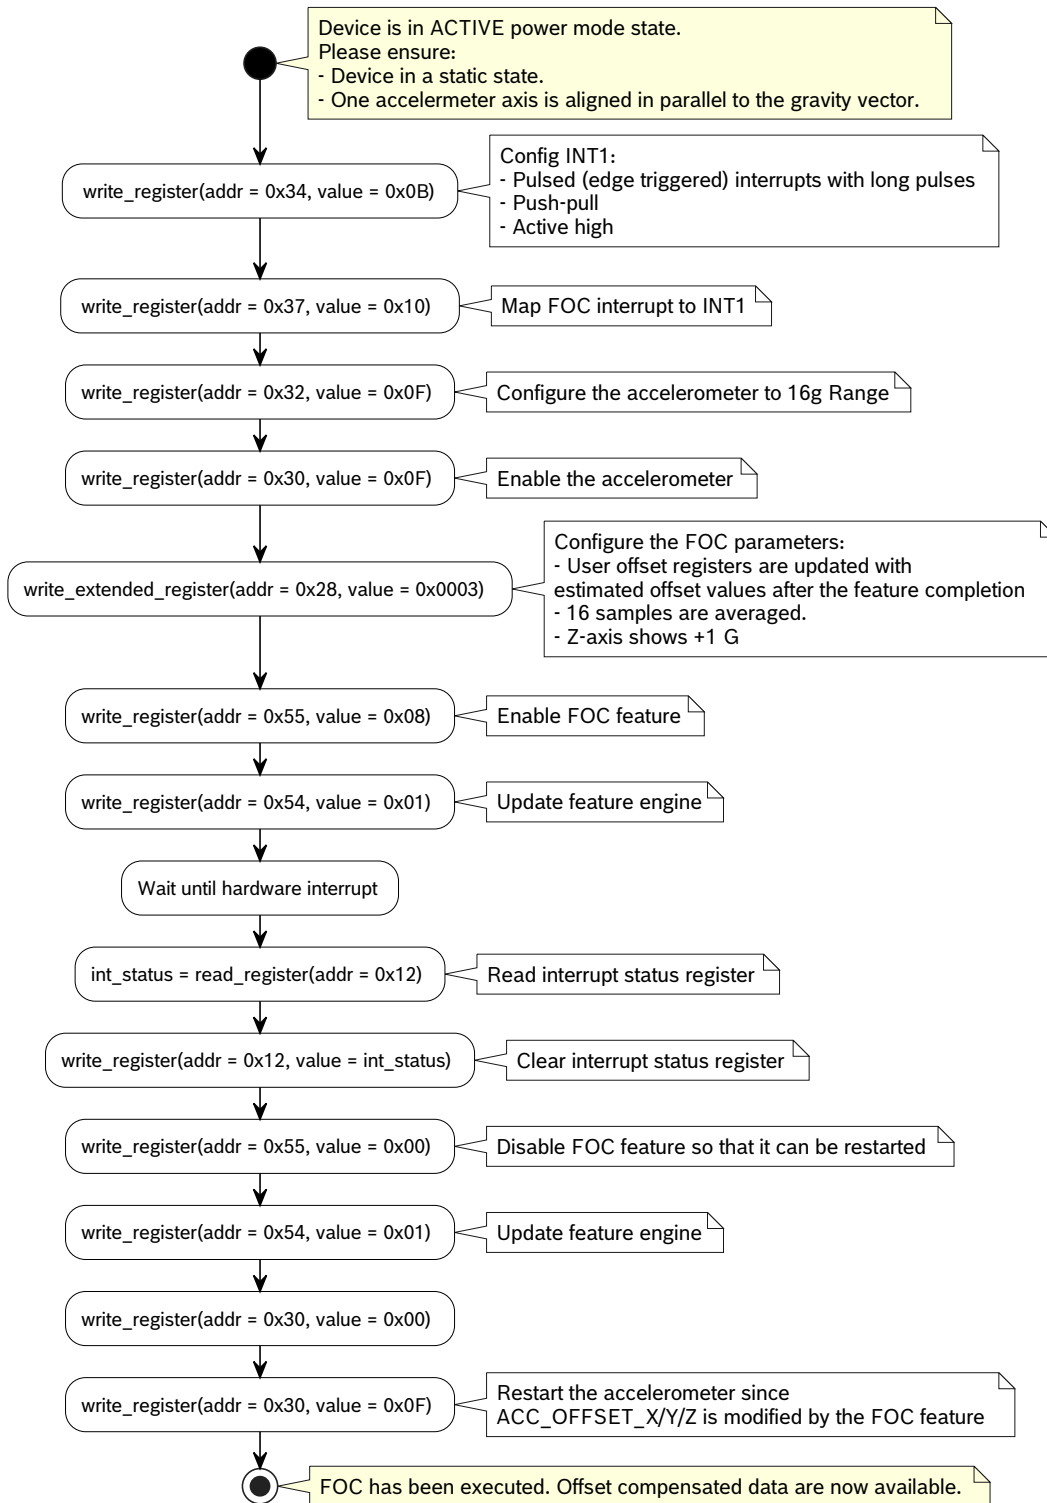 Device is in ACTIVE power mode state.
Please ensure:
- Device in a static state.
- One accelermeter axis is aligned in parallel to the gravity vector.
write_register(addr = 0x34, value = 0x0B)
Config INT1:
- Pulsed (edge triggered) interrupts with long pulses
- Push-pull
- Active high
write_register(addr = 0x37, value = 0x10)
Map FOC interrupt to INT1
write_register(addr = 0x32, value = 0x0F)
Configure the accelerometer to 16g Range
write_register(addr = 0x30, value = 0x0F)
Enable the accelerometer
write_extended_register(addr = 0x28, value = 0x0003)
Configure the FOC parameters:
- User offset registers are updated with
estimated offset values after the feature completion
- 16 samples are averaged.
- Z-axis shows +1 G
write_register(addr = 0x55, value = 0x08)
Enable FOC feature
write_register(addr = 0x54, value = 0x01)
Update feature engine
Wait until hardware interrupt
int_status = read_register(addr = 0x12)
Read interrupt status register
write_register(addr = 0x12, value = int_status)
Clear interrupt status register
write_register(addr = 0x55, value = 0x00)
Disable FOC feature so that it can be restarted
write_register(addr = 0x54, value = 0x01)
Update feature engine
write_register(addr = 0x30, value = 0x00)
write_register(addr = 0x30, value = 0x0F)
Restart the accelerometer since
ACC_OFFSET_X/Y/Z is modified by the FOC feature
FOC has been executed. Offset compensated data are now available.